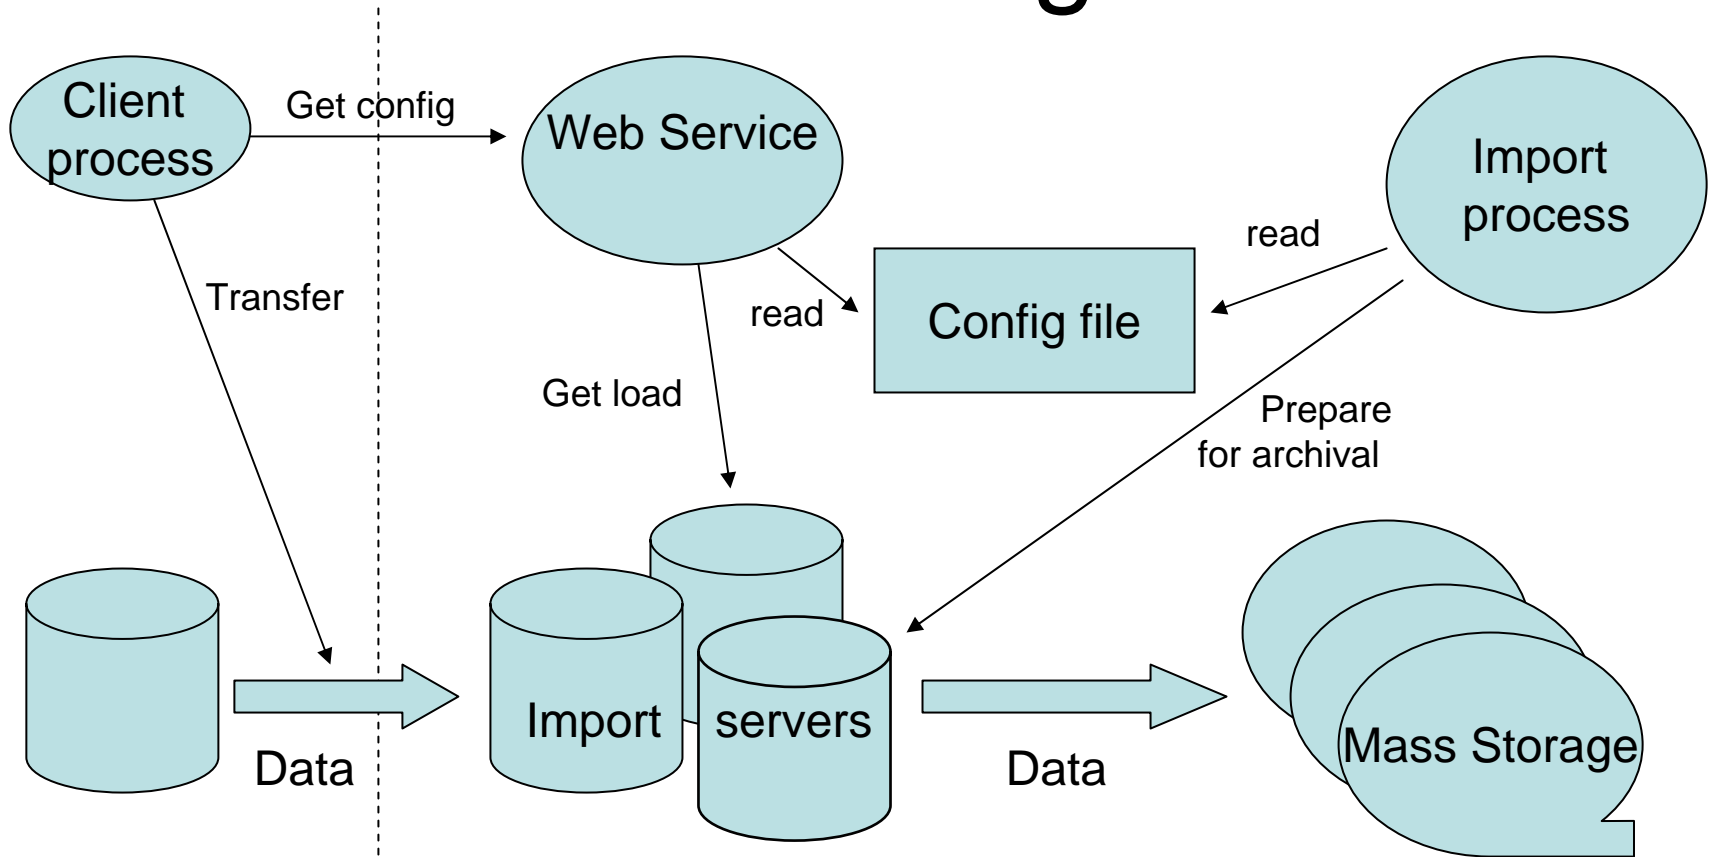 Client
process
Get config
Web Service
Import
process
read
Transfer
read
Config file
Get load
Prepare
for archival
Import
servers
Mass Storage
Data
Data